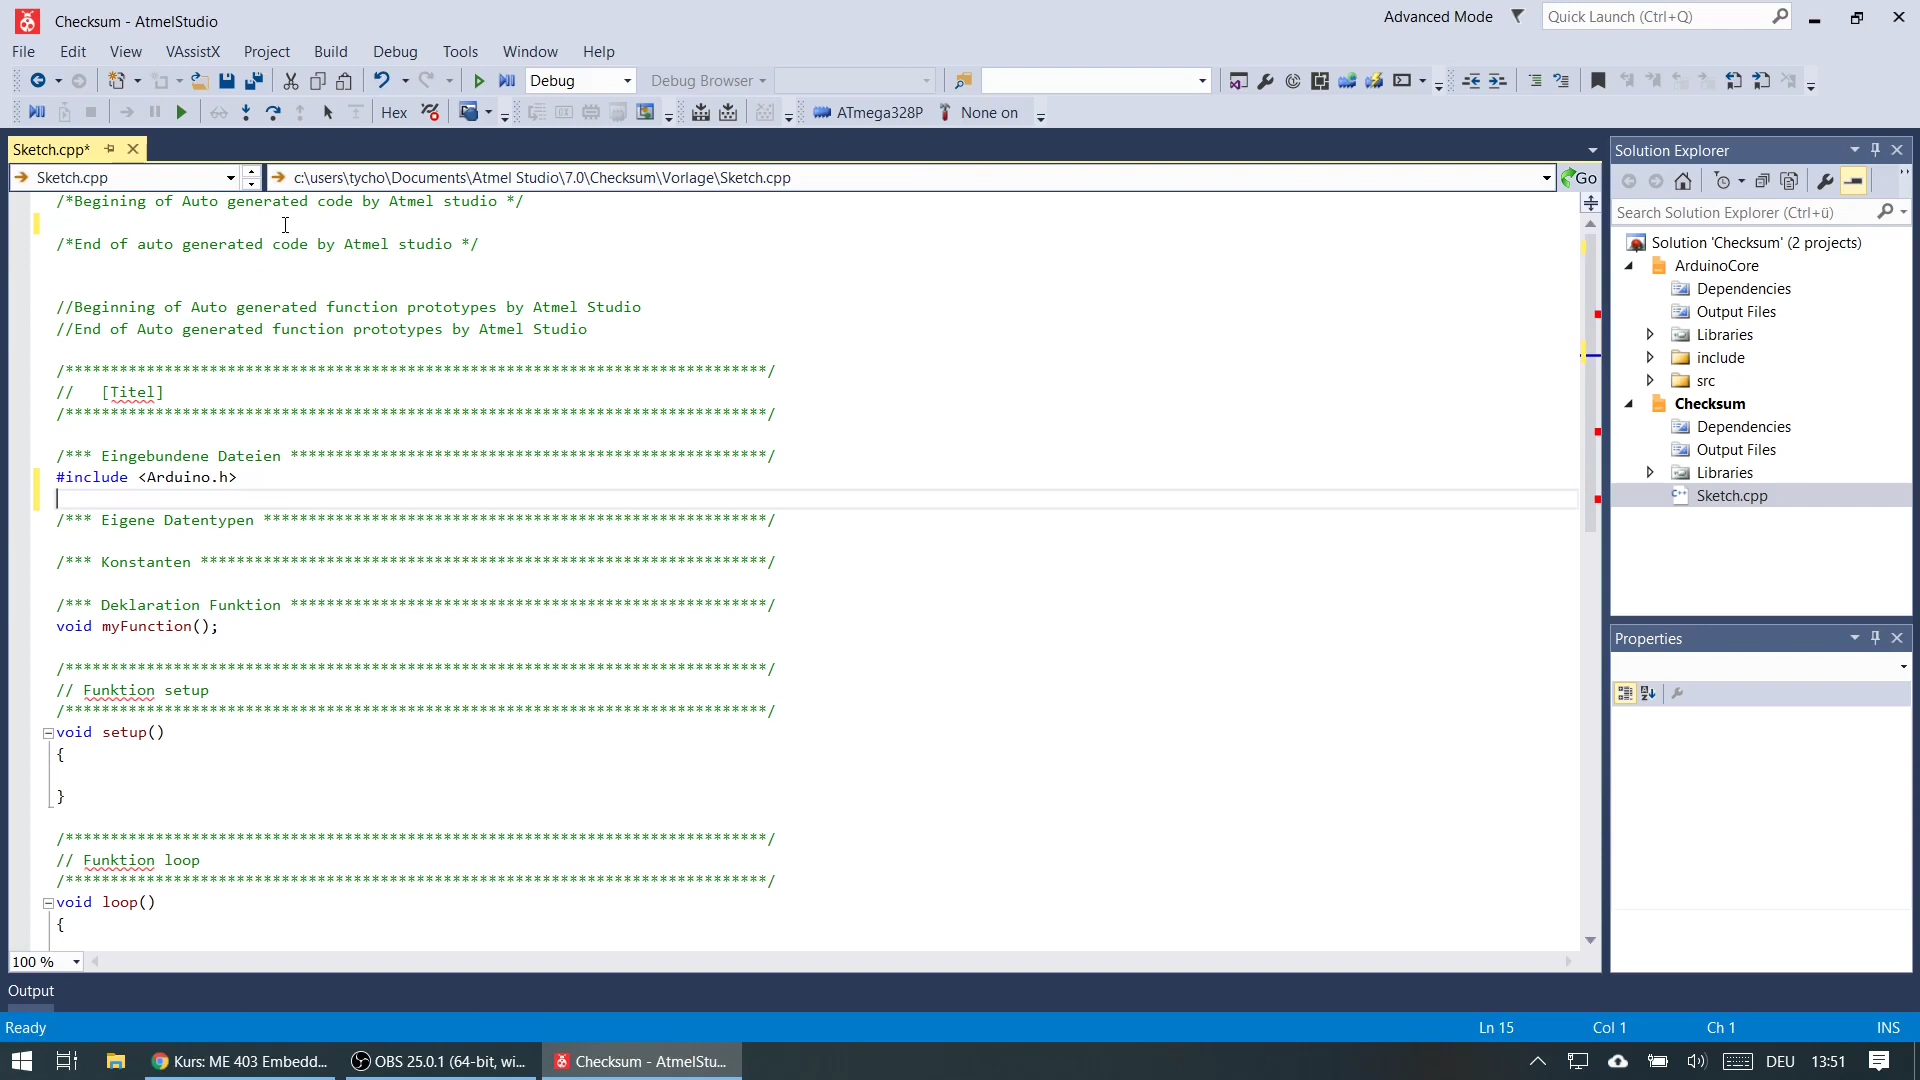 Checksum - AtmelStudio
Advanced Mode
Quick Launch (Ctrl+Q)
File Edit View VAssistX Project Build Debug Tools Window Help
Debug
Debug Browser
Hex
ATmega328P
None on
Sketch.cpp*
Sketch.cpp
c:\users\tycho\Documents\Atmel Studio\7.0\Checksum\Vorlage\Sketch.cpp
Go
/*Begining of Auto generated code by Atmel studio */
/*End of auto generated code by Atmel studio */
//Beginning of Auto generated function prototypes by Atmel Studio
//End of Auto generated function prototypes by Atmel Studio
/******************************************************************************/
//   [Titel]
/******************************************************************************/
/*** Eingebundene Dateien *****************************************************/
#include <Arduino.h>
/*** Eigene Datentypen ********************************************************/
/*** Konstanten ***************************************************************/
/*** Deklaration Funktion *****************************************************/
void myFunction();
/******************************************************************************/
// Funktion setup
/******************************************************************************/
void setup()
{
}
/******************************************************************************/
// Funktion loop
/******************************************************************************/
void loop()
{
100 %
Solution Explorer
Search Solution Explorer (Ctrl+ü)
Solution 'Checksum' (2 projects)
ArduinoCore
Dependencies
Output Files
Libraries
include
src
Checksum
Dependencies
Output Files
Libraries
Sketch.cpp
Properties
Output
Ready
Ln 15
Col 1
Ch 1
INS
Kurs: ME 403 Embedd...
OBS 25.0.1 (64-bit, wi...
Checksum - AtmelStu...
DEU
13:51